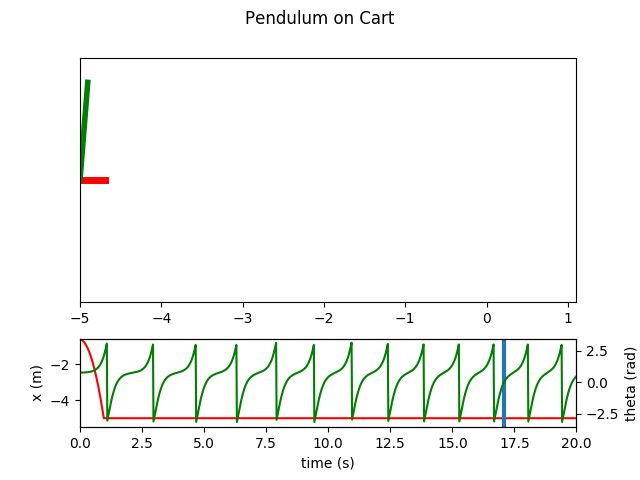 Pendulum on Cart
−5 −4 −3 −2 −1 0 1
x (m)
−2
−4
2.5
0.0
−2.5
theta (rad)
0.0 2.5 5.0 7.5 10.0 12.5 15.0 17.5 20.0
time (s)